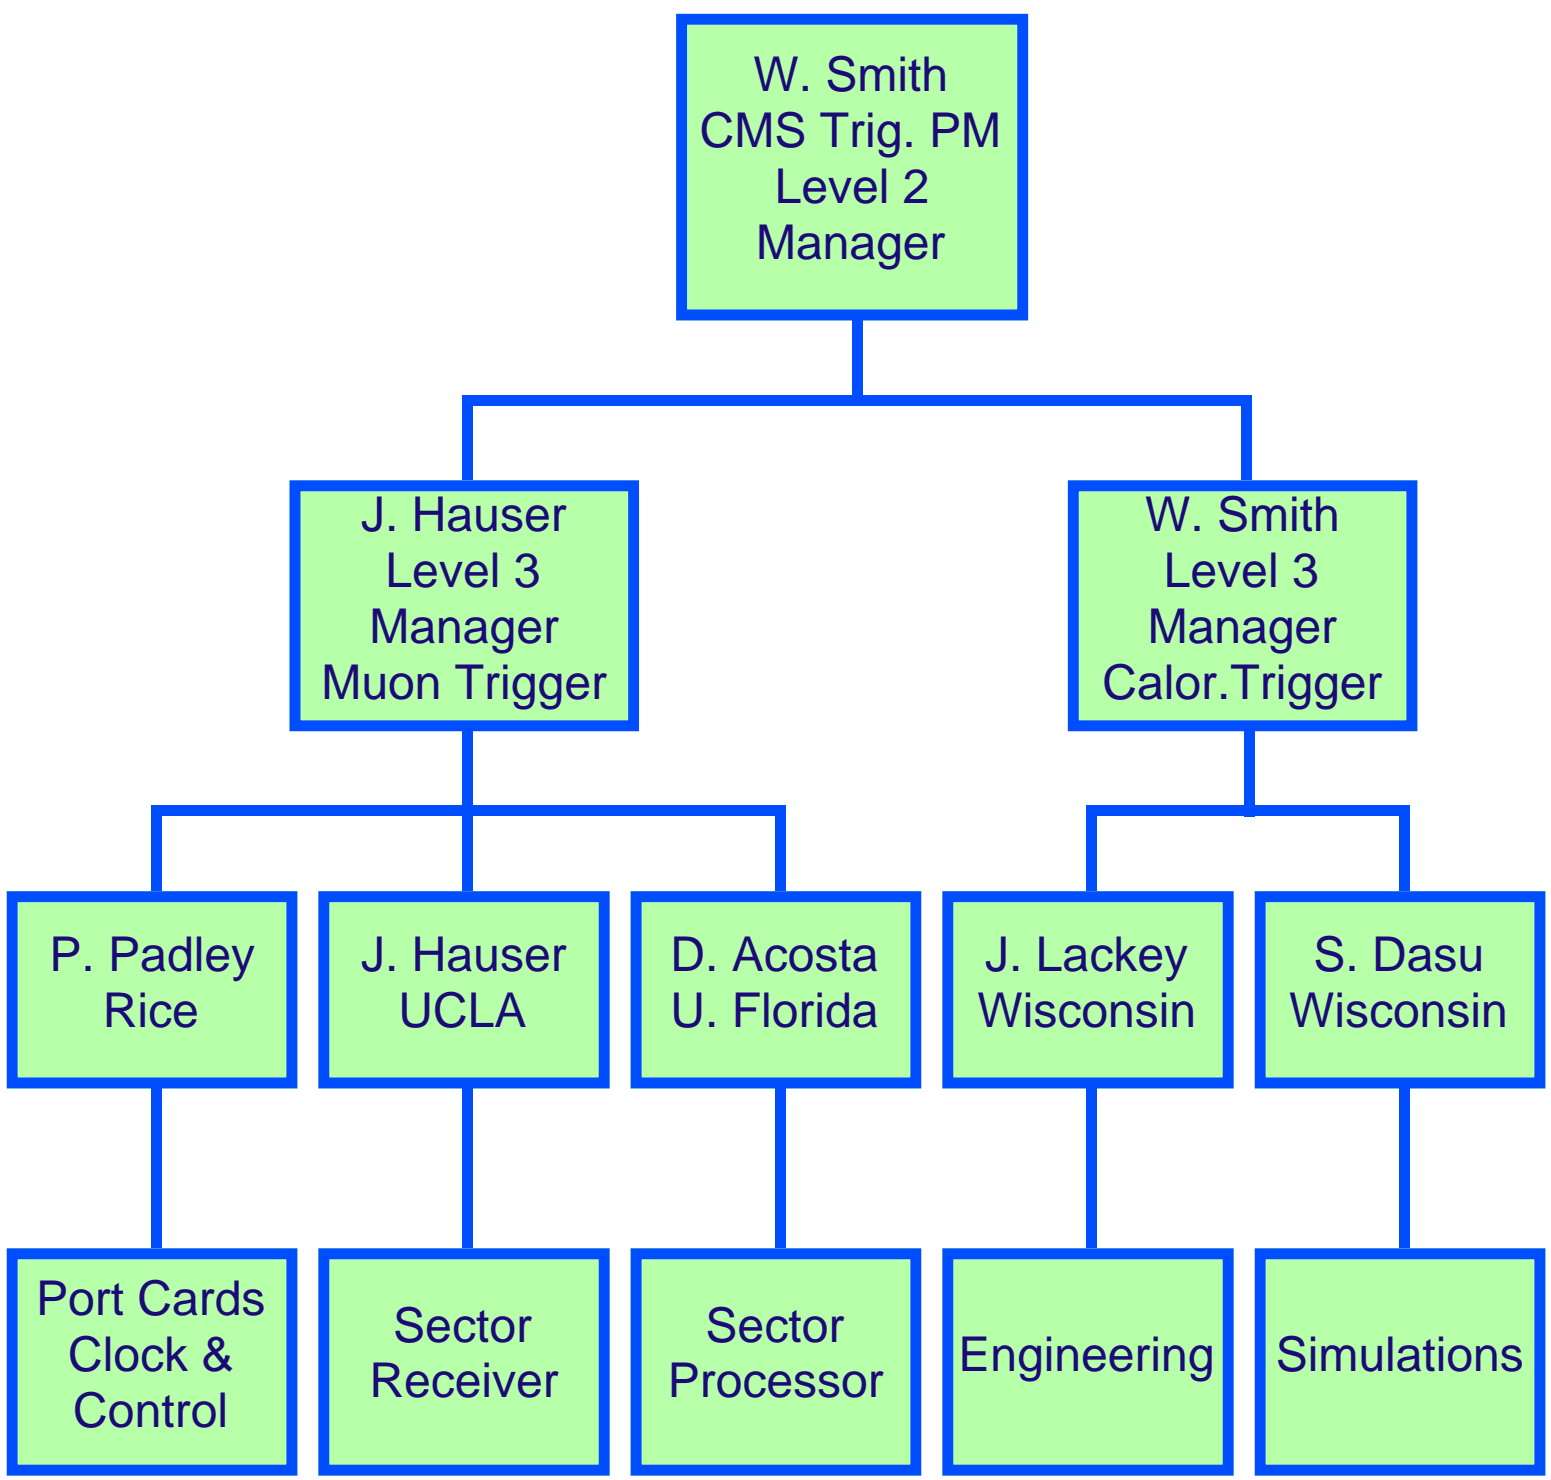 W. Smith
CMS Trig. PM
Level 2
Manager
J. Hauser
Level 3
Manager
Muon Trigger
W. Smith
Level 3
Manager
Calor.Trigger
P. Padley
Rice
J. Hauser
UCLA
D. Acosta
U. Florida
J. Lackey
Wisconsin
S. Dasu
Wisconsin
Port Cards
Clock &
Control
Sector
Receiver
Sector
Processor
Engineering
Simulations